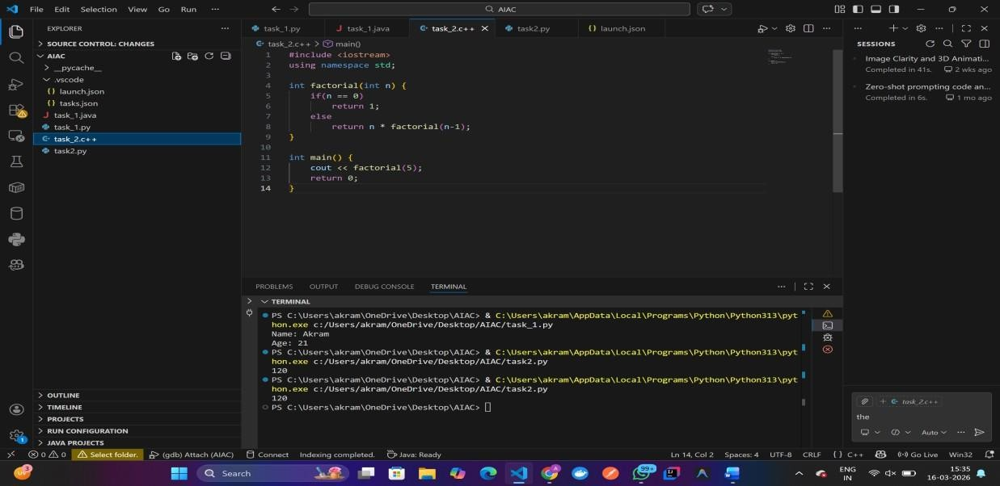 File Edit Selection View Go Run ···
AIAC
EXPLORER
SOURCE CONTROL: CHANGES
AIAC
__pycache__
.vscode
{} launch.json
{} tasks.json
J task_1.java
task_1.py
C+ task_2.c++
task2.py
OUTLINE
TIMELINE
PROJECTS
RUN CONFIGURATION
JAVA PROJECTS
task_1.py
J task_1.java
C+ task_2.c++
task2.py
{} launch.json
C+ task_2.c++ > main()
1 #include <iostream>
2 using namespace std;
3
4 int factorial(int n) {
5 if(n == 0)
6 return 1;
7 else
8 return n * factorial(n-1);
9 }
10
11 int main() {
12 cout << factorial(5);
13 return 0;
14 }
PROBLEMS OUTPUT DEBUG CONSOLE TERMINAL
TERMINAL
PS C:\Users\akram\OneDrive\Desktop\AIAC> & C:\Users\akram\AppData\Local\Programs\Python\Python313\pyt
hon.exe c:/Users/akram/OneDrive/Desktop/AIAC/task_1.py
Name: Akram
Age: 21
PS C:\Users\akram\OneDrive\Desktop\AIAC> & C:\Users\akram\AppData\Local\Programs\Python\Python313\pyt
hon.exe c:/Users/akram/OneDrive/Desktop/AIAC/task2.py
120
PS C:\Users\akram\OneDrive\Desktop\AIAC> & C:\Users\akram\AppData\Local\Programs\Python\Python313\pyt
hon.exe c:/Users/akram/OneDrive/Desktop/AIAC/task2.py
120
PS C:\Users\akram\OneDrive\Desktop\AIAC>
SESSIONS
Image Clarity and 3D Animati...
Completed in 41s. 2 wks ago
Zero-shot prompting code an...
Completed in 6s. 1 mo ago
+ C+ task_2.c++
the
Auto
0 0 Select folder. (gdb) Attach (AIAC) Connect Indexing completed. Java: Ready Ln 14, Col 2 Spaces: 4 UTF-8 CRLF {} C++ Go Live Win32
3 Search 99+ ENG
IN
15:35
16-03-2026